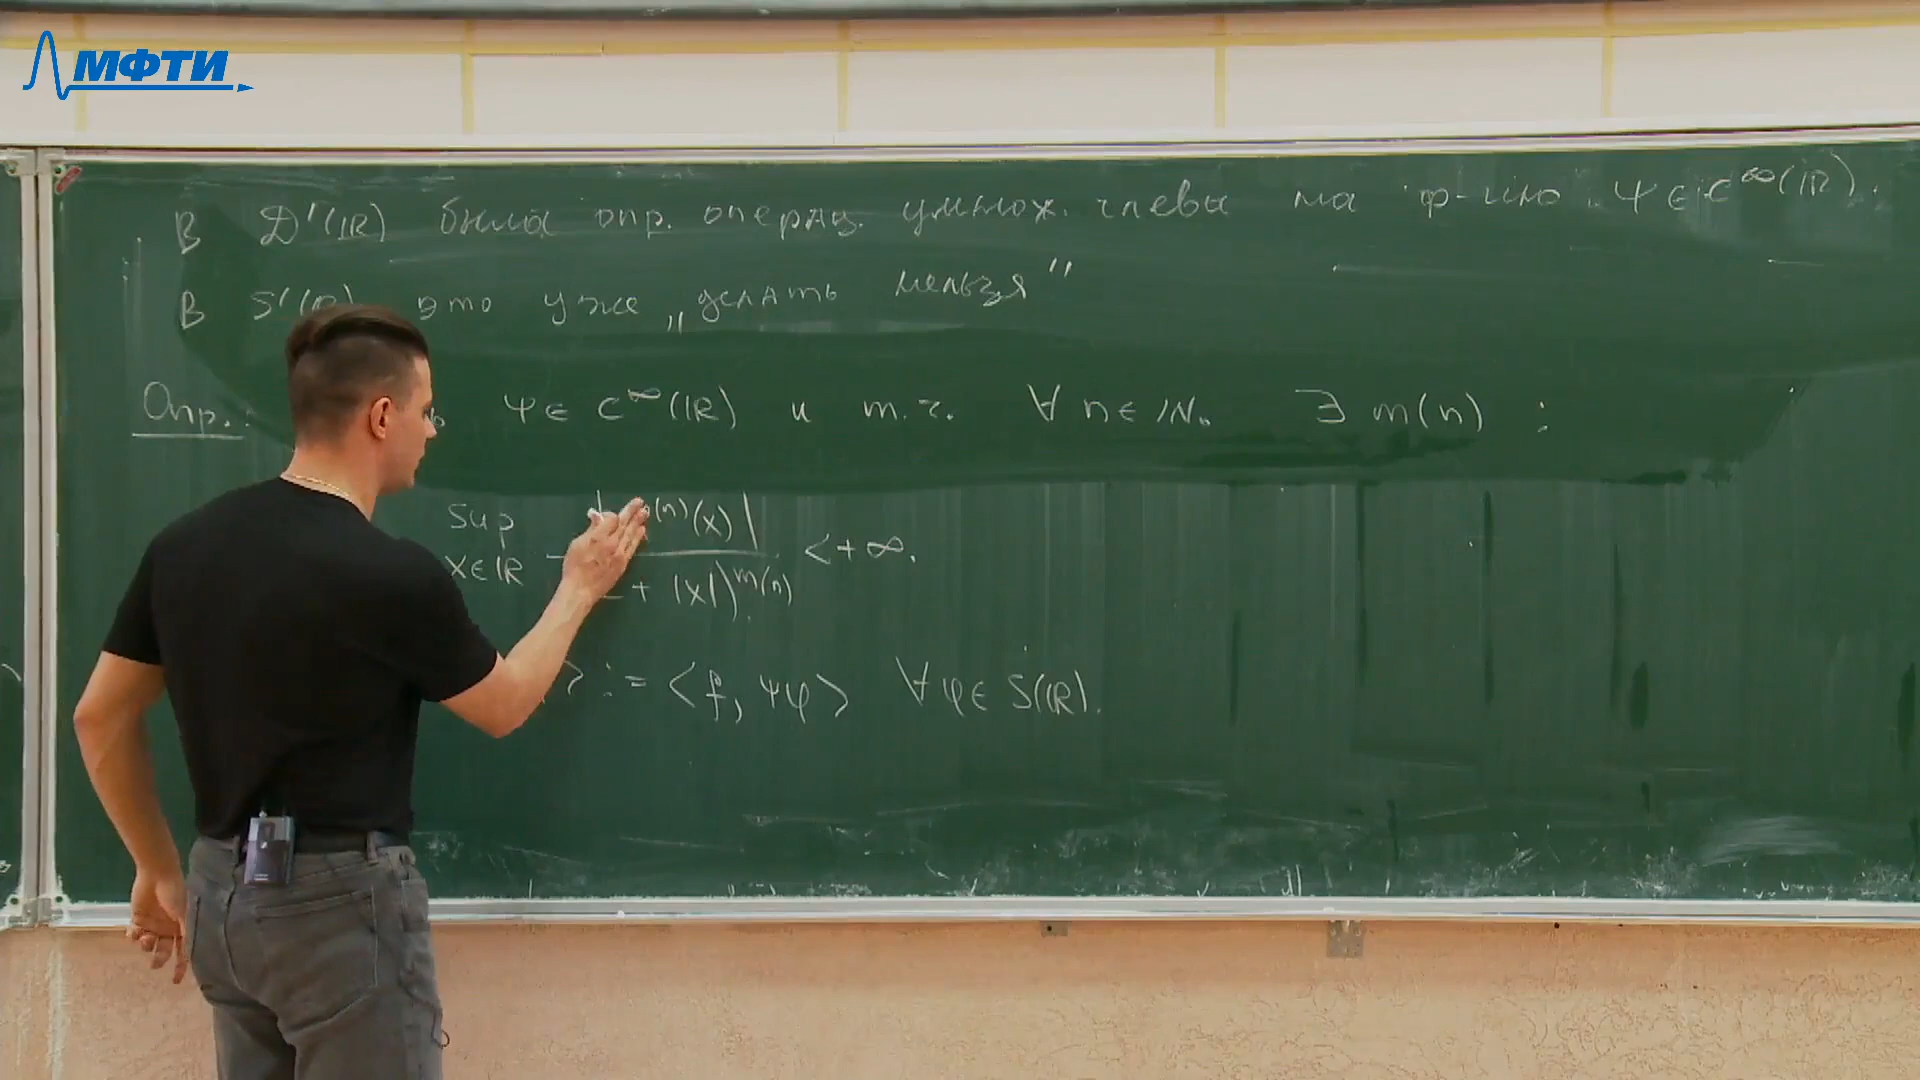 МФТИ
В D'(ℝ) была опр. операц. умнож. слева на ф-цию ψ ∈ C^∞(ℝ).
В S'(ℝ) это уже „делать нельзя"
Опр.: ψ ∈ C^∞(ℝ) и т.ч. ∀ n ∈ ℕ₀ ∃ m(n) :
sup x∈ℝ |^(n)(x)| / + |x|)^m(n) < +∞.
> := <f, ψφ> ∀ φ ∈ S(ℝ).